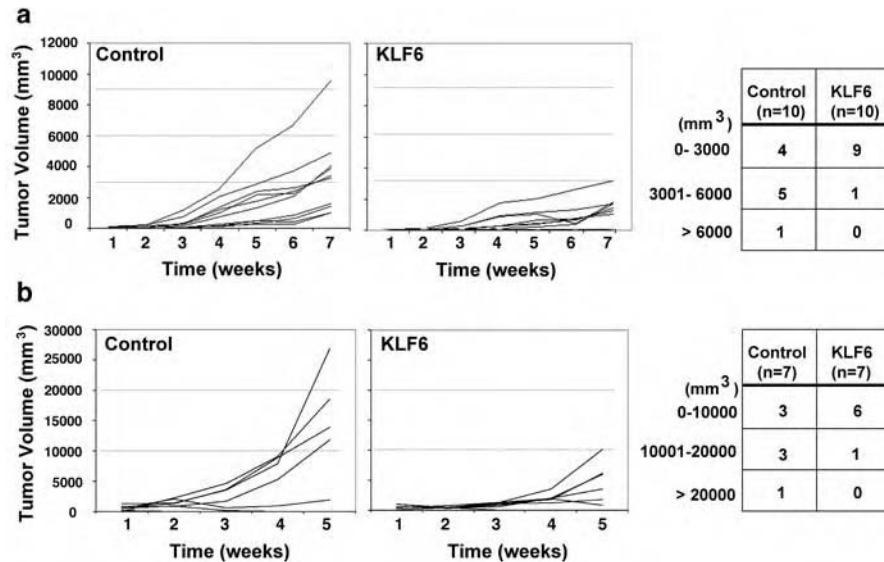 a
Control
KLF6
Tumor Volume (mm³)
12000
10000
8000
6000
4000
2000
0
1 2 3 4 5 6 7
Time (weeks)
1 2 3 4 5 6 7
Time (weeks)
(mm³)
Control (n=10)
KLF6 (n=10)
0- 3000 4 9
3001- 6000 5 1
> 6000 1 0
b
Control
KLF6
Tumor Volume (mm³)
30000
25000
20000
15000
10000
5000
0
1 2 3 4 5
Time (weeks)
1 2 3 4 5
Time (weeks)
(mm³)
Control (n=7)
KLF6 (n=7)
0-10000 3 6
10001-20000 3 1
> 20000 1 0